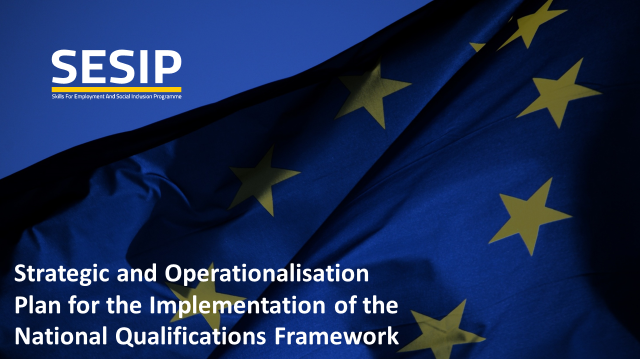 SESIP
Skills For Employment And Social Inclusion Programme
Strategic and Operationalisation
Plan for the Implementation of the
National Qualifications Framework